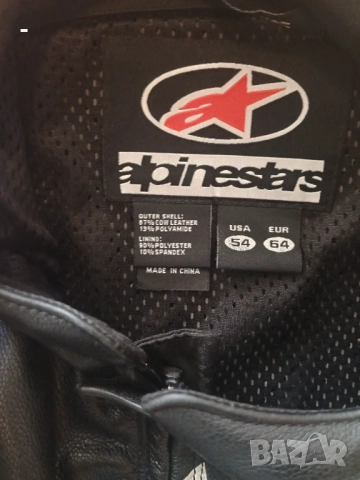 alpinestars
OUTER SHELL:
87% COW LEATHER
13% POLYAMIDE
LINING:
90% POLYESTER
10% SPANDEX
MADE IN CHINA
USA EUR
54 64
BAZAR